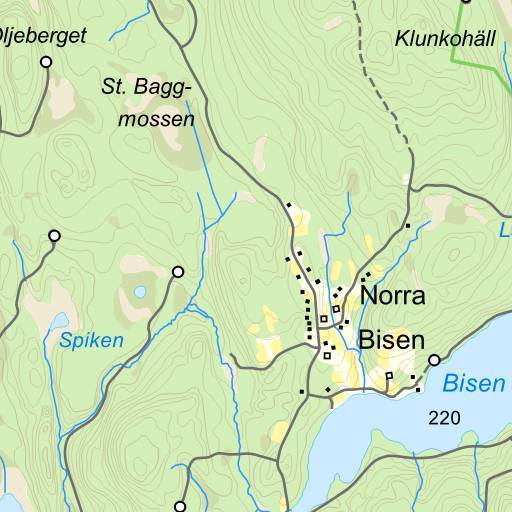 Oljeberget
Klunkohäll
St. Bagg-
mossen
Norra
Bisen
Spiken
Bisen
220